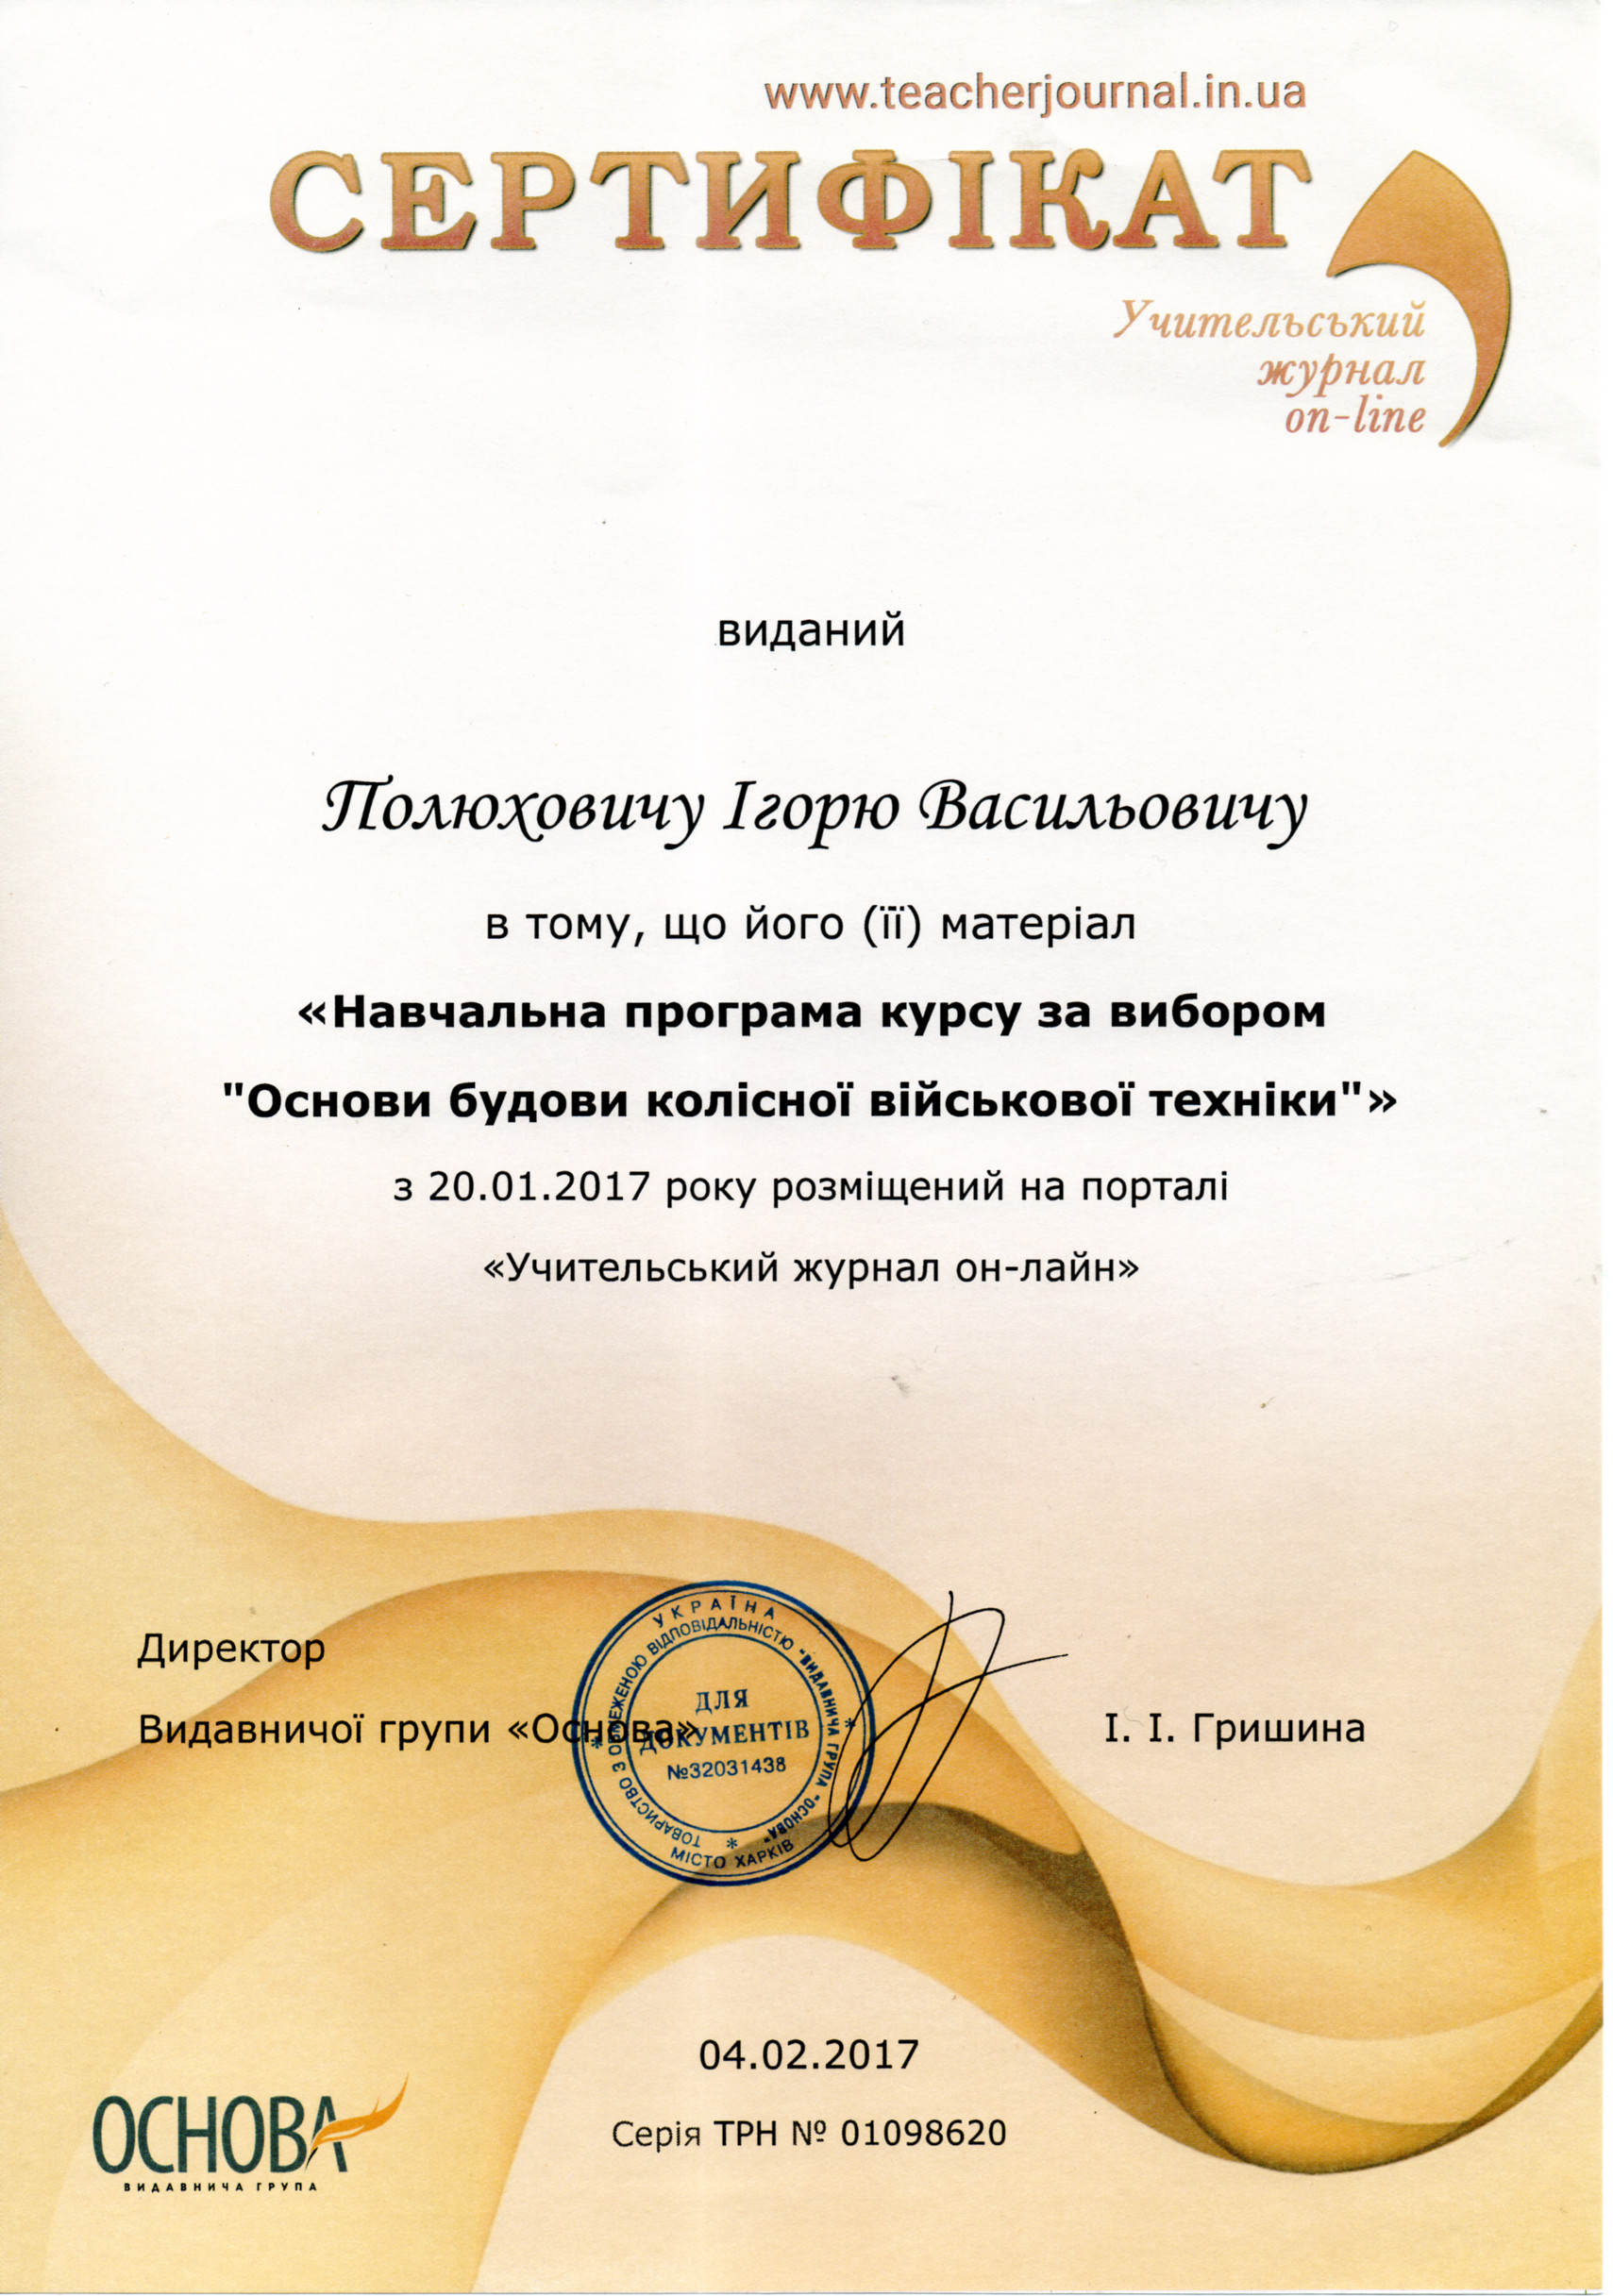 www.teacherjournal.in.ua
СЕРТИФІКАТ
Учительський
журнал
on-line
виданий
Полюховичу Ігорю Васильовичу
в тому, що його (її) матеріал
«Навчальна програма курсу за вибором
"Основи будови колісної військової техніки"»
з 20.01.2017 року розміщений на порталі
«Учительський журнал он-лайн»
Директор
Видавничої групи «Основа»
І. І. Гришина
УКРАЇНА
ТОВАРИСТВО З ОБМЕЖЕНОЮ ВІДПОВІДАЛЬНІСТЮ "ВИДАВНИЧА ГРУПА "ОСНОВА"
ДЛЯ
ДОКУМЕНТІВ
№32031438
МІСТО ХАРКІВ
04.02.2017
Серія ТРН № 01098620
ОСНОВА
ВИДАВНИЧА ГРУПА